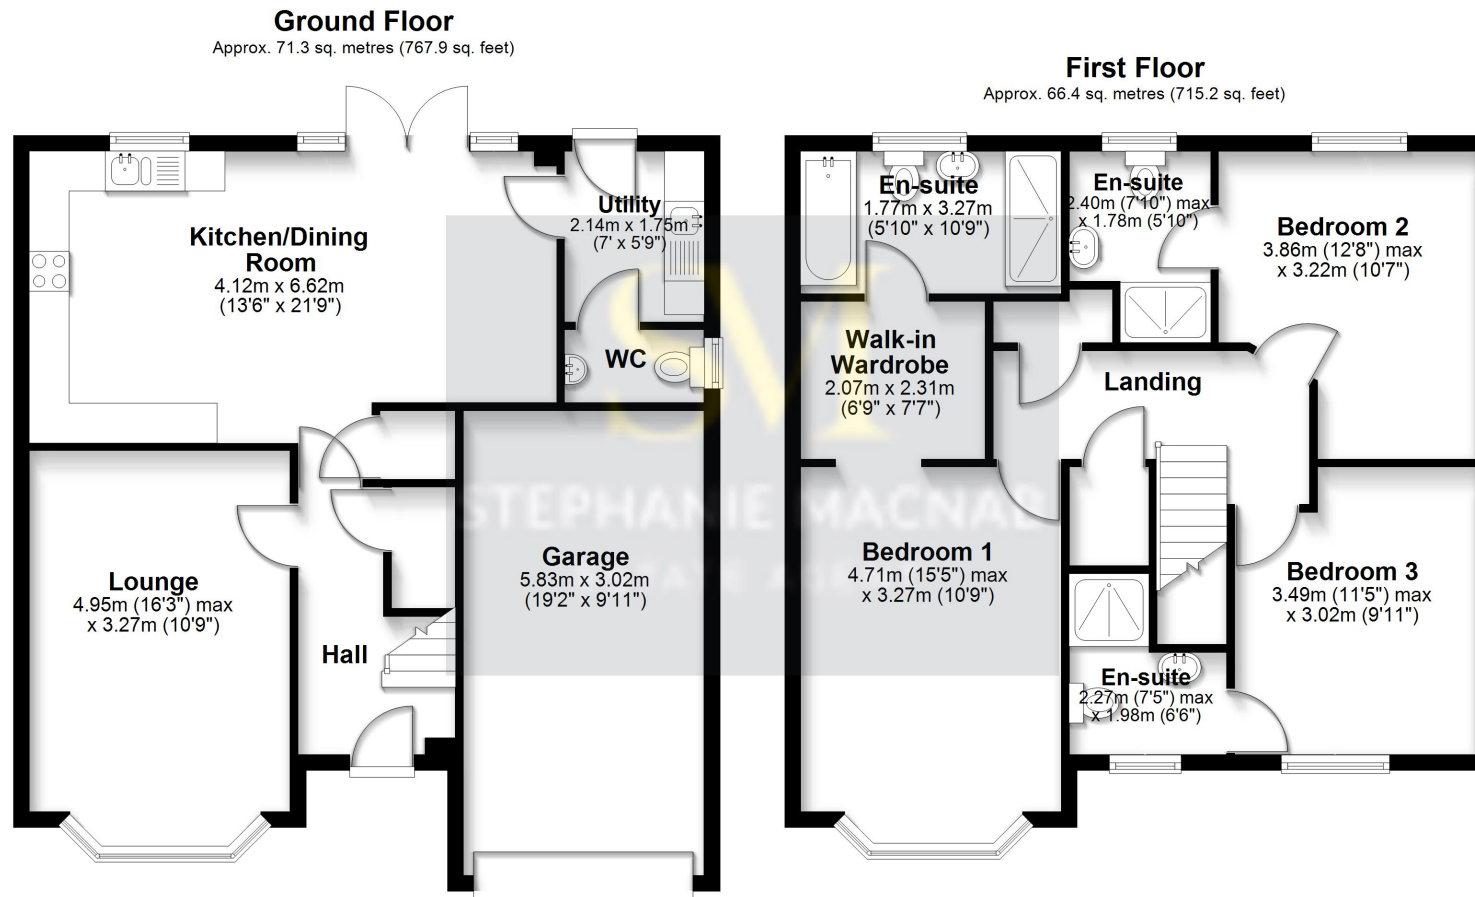 Ground Floor
Approx. 71.3 sq. metres (767.9 sq. feet)
Kitchen/Dining
Room
4.12m x 6.62m
(13'6" x 21'9")
Utility
2.14m x 1.75m
(7' x 5'9")
WC
Lounge
4.95m (16'3") max
x 3.27m (10'9")
Hall
Garage
5.83m x 3.02m
(19'2" x 9'11")
First Floor
Approx. 66.4 sq. metres (715.2 sq. feet)
En-suite
1.77m x 3.27m
(5'10" x 10'9")
En-suite
2.40m (7'10") max
x 1.78m (5'10")
Bedroom 2
3.86m (12'8") max
x 3.22m (10'7")
Walk-in
Wardrobe
2.07m x 2.31m
(6'9" x 7'7")
Landing
Bedroom 1
4.71m (15'5") max
x 3.27m (10'9")
Bedroom 3
3.49m (11'5") max
x 3.02m (9'11")
En-suite
2.27m (7'5") max
x 1.98m (6'6")
SM
STEPHANIE MACNAB